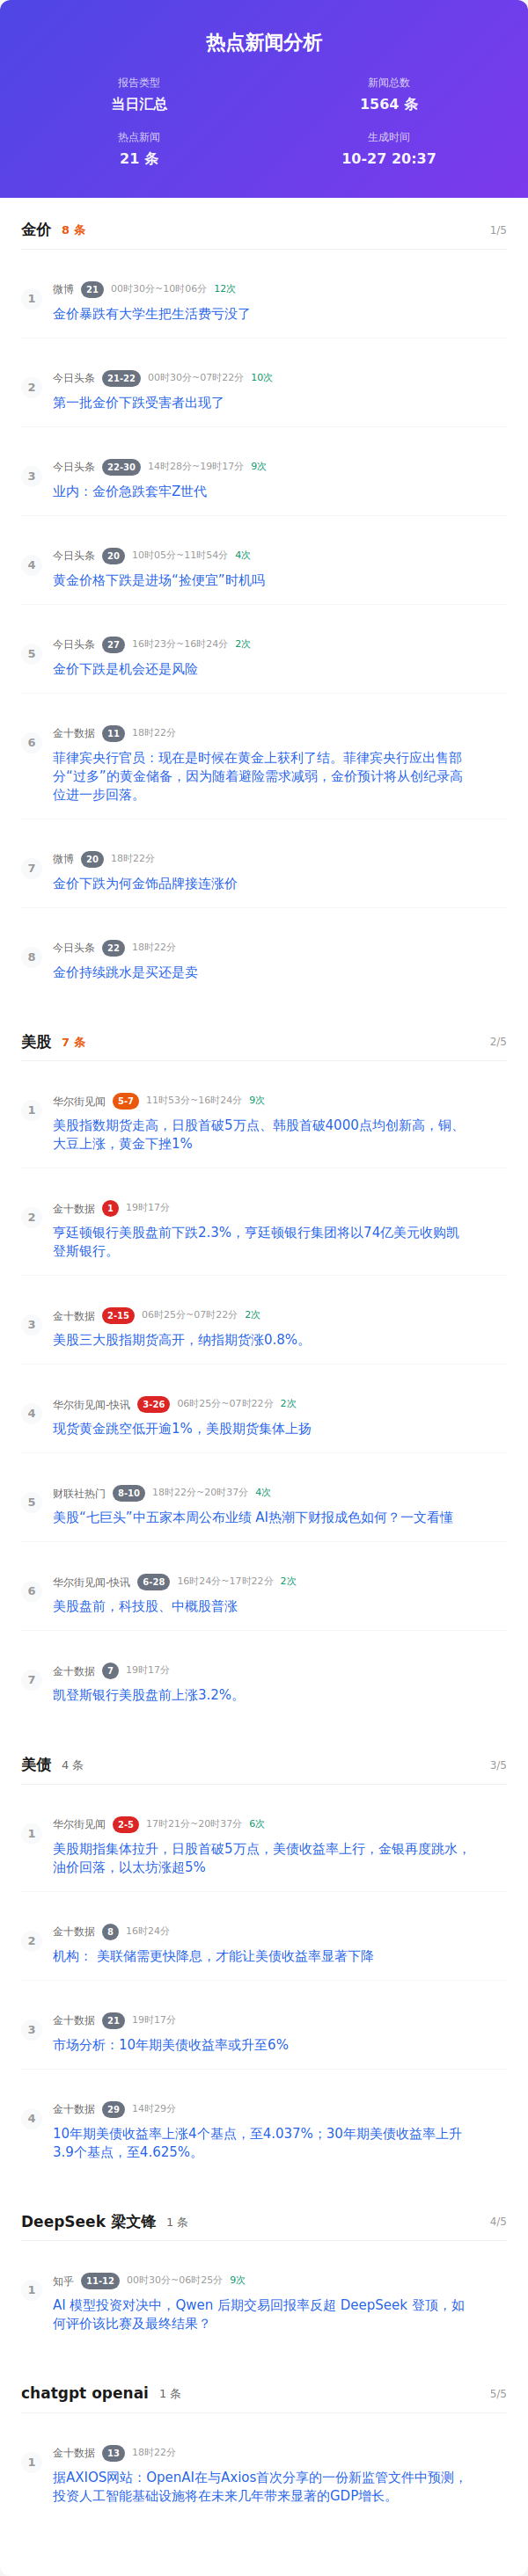 热点新闻分析
报告类型
当日汇总
新闻总数
1564 条
热点新闻
21 条
生成时间
10-27 20:37
金价 8 条 1/5
1
微博 21 00时30分~10时06分 12次
金价暴跌有大学生把生活费亏没了
2
今日头条 21-22 00时30分~07时22分 10次
第一批金价下跌受害者出现了
3
今日头条 22-30 14时28分~19时17分 9次
业内：金价急跌套牢Z世代
4
今日头条 20 10时05分~11时54分 4次
黄金价格下跌是进场“捡便宜”时机吗
5
今日头条 27 16时23分~16时24分 2次
金价下跌是机会还是风险
6
金十数据 11 18时22分
菲律宾央行官员：现在是时候在黄金上获利了结。菲律宾央行应出售部
分“过多”的黄金储备，因为随着避险需求减弱，金价预计将从创纪录高
位进一步回落。
7
微博 20 18时22分
金价下跌为何金饰品牌接连涨价
8
今日头条 22 18时22分
金价持续跳水是买还是卖
美股 7 条 2/5
1
华尔街见闻 5-7 11时53分~16时24分 9次
美股指数期货走高，日股首破5万点、韩股首破4000点均创新高，铜、
大豆上涨，黄金下挫1%
2
金十数据 1 19时17分
亨廷顿银行美股盘前下跌2.3%，亨廷顿银行集团将以74亿美元收购凯
登斯银行。
3
金十数据 2-15 06时25分~07时22分 2次
美股三大股指期货高开，纳指期货涨0.8%。
4
华尔街见闻-快讯 3-26 06时25分~07时22分 2次
现货黄金跳空低开逾1%，美股期货集体上扬
5
财联社热门 8-10 18时22分~20时37分 4次
美股“七巨头”中五家本周公布业绩 AI热潮下财报成色如何？一文看懂
6
华尔街见闻-快讯 6-28 16时24分~17时22分 2次
美股盘前，科技股、中概股普涨
7
金十数据 7 19时17分
凯登斯银行美股盘前上涨3.2%。
美债 4 条 3/5
1
华尔街见闻 2-5 17时21分~20时37分 6次
美股期指集体拉升，日股首破5万点，美债收益率上行，金银再度跳水，
油价回落，以太坊涨超5%
2
金十数据 8 16时24分
机构： 美联储需更快降息，才能让美债收益率显著下降
3
金十数据 21 19时17分
市场分析：10年期美债收益率或升至6%
4
金十数据 29 14时29分
10年期美债收益率上涨4个基点，至4.037%；30年期美债收益率上升
3.9个基点，至4.625%。
DeepSeek 梁文锋 1 条 4/5
1
知乎 11-12 00时30分~06时25分 9次
AI 模型投资对决中，Qwen 后期交易回报率反超 DeepSeek 登顶，如
何评价该比赛及最终结果？
chatgpt openai 1 条 5/5
1
金十数据 13 18时22分
据AXIOS网站：OpenAI在与Axios首次分享的一份新监管文件中预测，
投资人工智能基础设施将在未来几年带来显著的GDP增长。